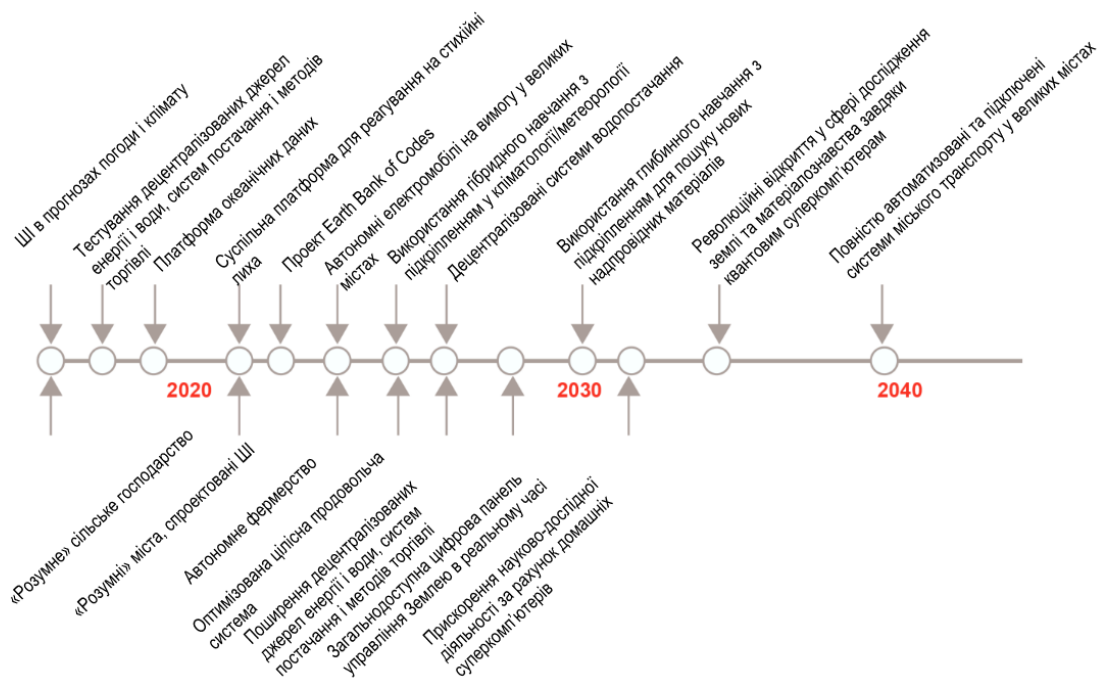 ШІ в прогнозах погоди і клімату
Тестування децентралізованих джерел
енергії і води, систем постачання і методів
торгівлі
Платформа океанічних даних
Суспільна платформа для реагування на стихійні
лиха
Проект Earth Bank of Codes
Автономні електромобілі на вимогу у великих
містах
Використання гібридного навчання з
підкріпленням у кліматології/метеорології
Децентралізовані системи водопостачання
Використання глибинного навчання з
підкріпленням для пошуку нових
надпровідних матеріалів
Революційні відкриття у сфері дослідження
землі та матеріалознавства завдяки
квантовим суперкомп'ютерам
Повністю автоматизовані та підключені
системи міського транспорту у великих містах
2020
2030
2040
«Розумне» сільське господарство
«Розумні» міста, спроектовані ШІ
Автономне фермерство
Оптимізована цілісна продовольча
система
Поширення децентралізованих
джерел енергії і води, систем
постачання і методів торгівлі
Загальнодоступна цифрова панель
управління Землею в реальному часі
Прискорення науково-дослідної
діяльності за рахунок домашніх
суперкомп'ютерів